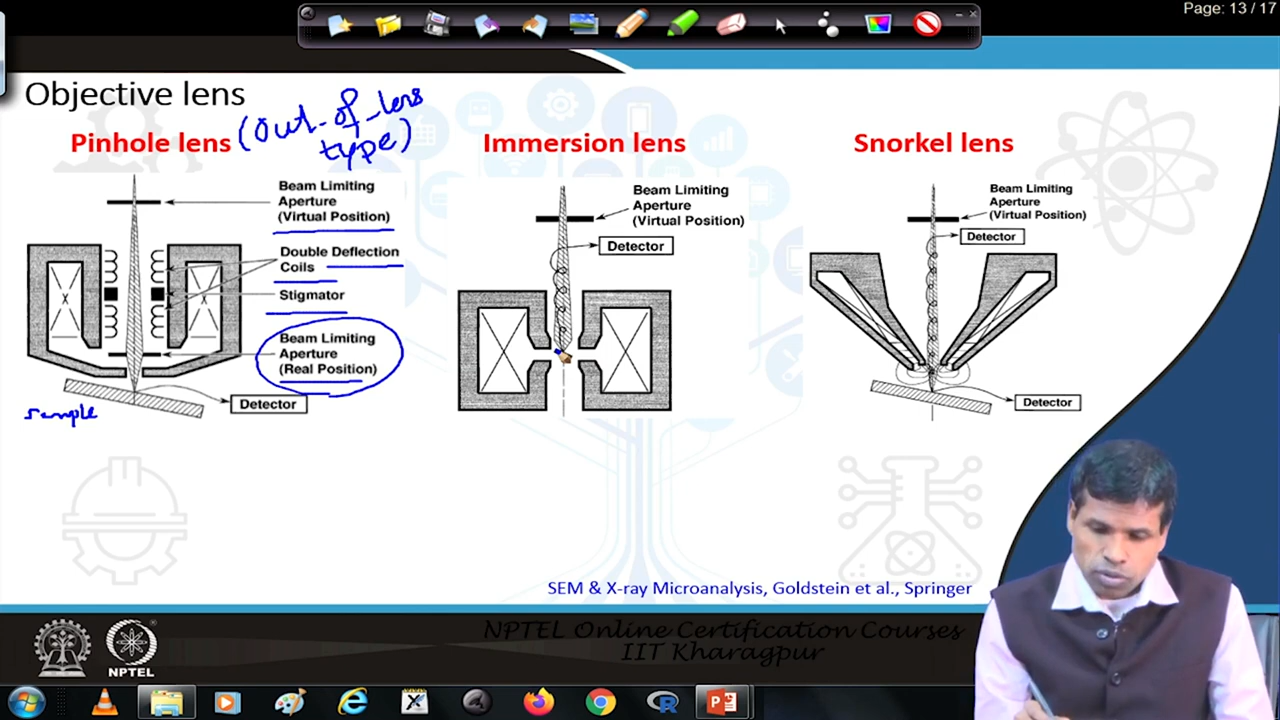 Page: 13 / 17
Objective lens
Pinhole lens
(Out-of-lens
type)
Beam Limiting
Aperture
(Virtual Position)
Double Deflection
Coils
Stigmator
Beam Limiting
Aperture
(Real Position)
Detector
sample
Immersion lens
Beam Limiting
Aperture
(Virtual Position)
Detector
Snorkel lens
Beam Limiting
Aperture
(Virtual Position)
Detector
Detector
SEM & X-ray Microanalysis, Goldstein et al., Springer
NPTEL
NPTEL Online Certification Courses
IIT Kharagpur